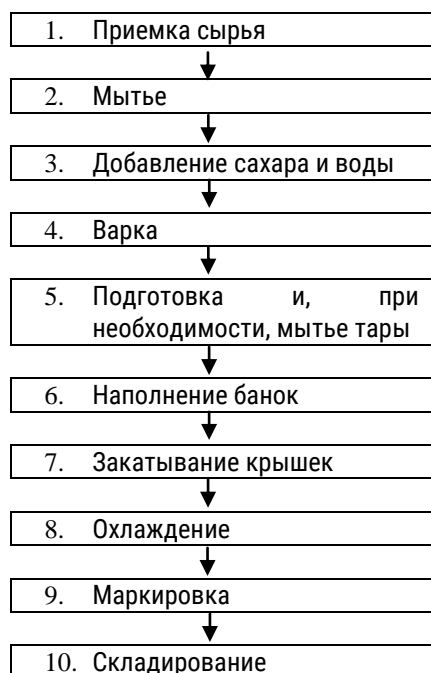 1. Приемка сырья
2. Мытье
3. Добавление сахара и воды
4. Варка
5. Подготовка и, при
необходимости, мытье тары
6. Наполнение банок
7. Закатывание крышек
8. Охлаждение
9. Маркировка
10. Складирование